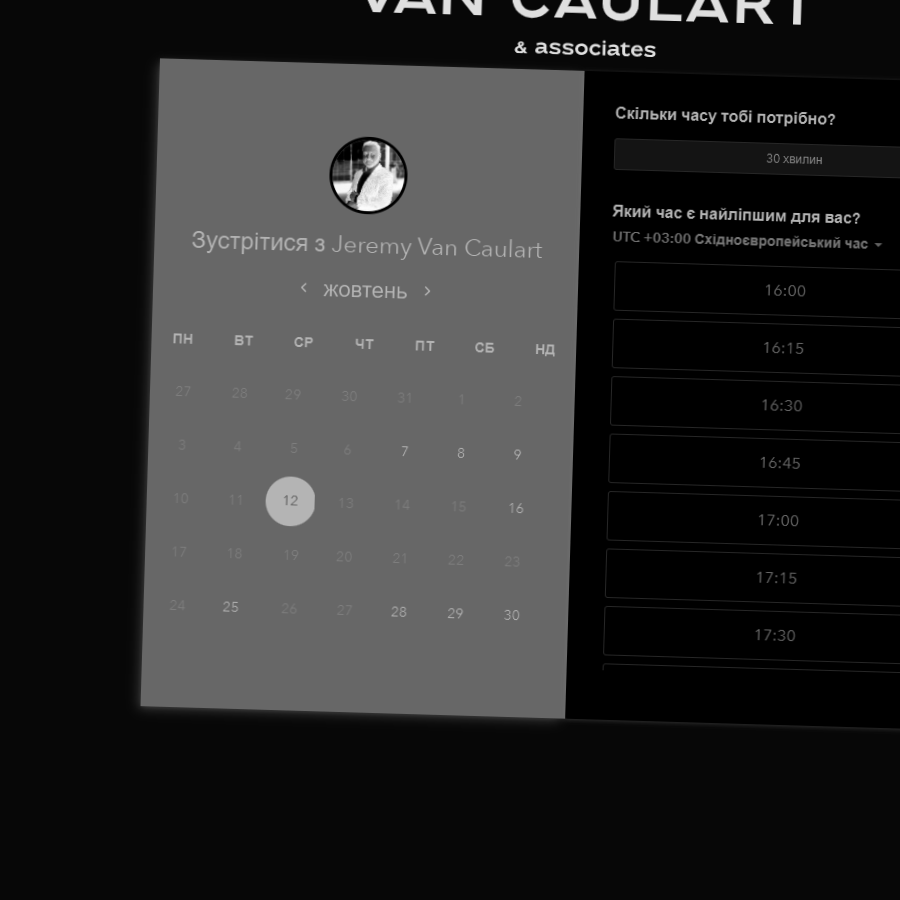 VAN CAULART
& associates
Зустрітися з Jeremy Van Caulart
жовтень
ПН ВТ СР ЧТ ПТ СБ НД
27 28 29 30 31 1 2
3 4 5 6 7 8 9
10 11 12 13 14 15 16
17 18 19 20 21 22 23
24 25 26 27 28 29 30
Скільки часу тобі потрібно?
30 хвилин
Який час є найліпшим для вас?
UTC +03:00 Східноєвропейський час
16:00
16:15
16:30
16:45
17:00
17:15
17:30